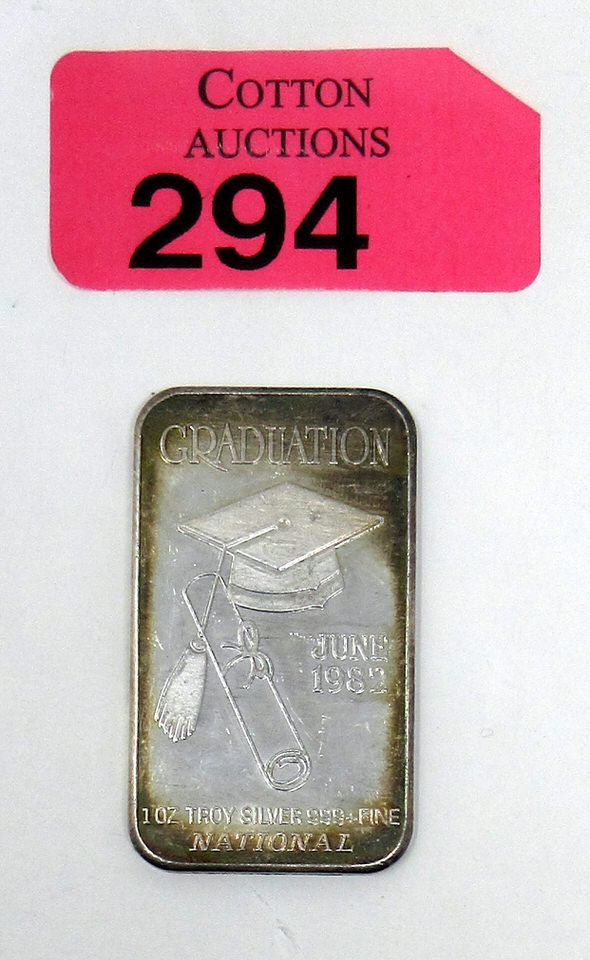 COTTON
AUCTIONS
294
GRADUATION
JUNE
1982
1 OZ. TROY SILVER 999+ FINE
NATIONAL